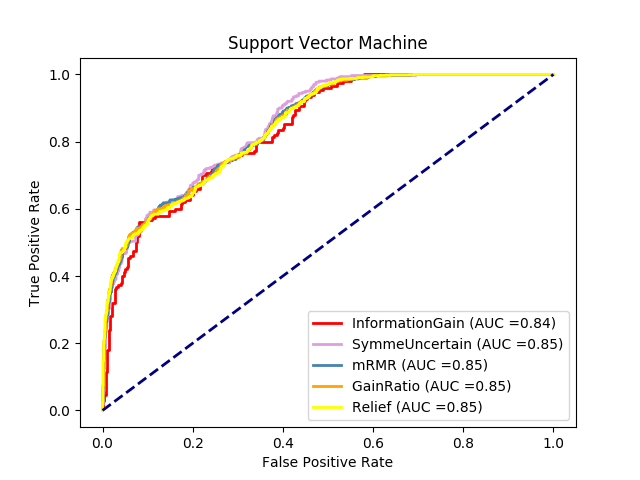 Support Vector Machine
True Positive Rate
1.0
0.8
0.6
0.4
0.2
0.0
InformationGain (AUC =0.84)
SymmeUncertain (AUC =0.85)
mRMR (AUC =0.85)
GainRatio (AUC =0.85)
Relief (AUC =0.85)
0.0 0.2 0.4 0.6 0.8 1.0
False Positive Rate